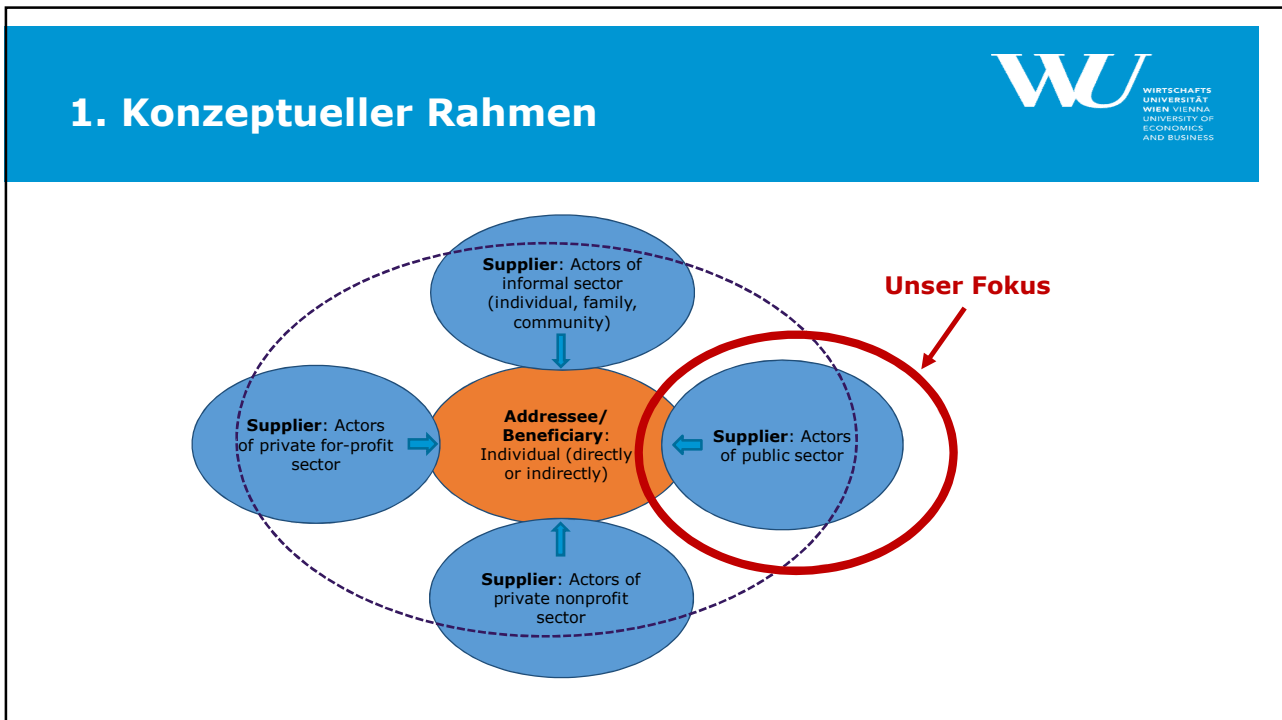 1. Konzeptueller Rahmen
WU
WIRTSCHAFTS
UNIVERSITÄT
WIEN VIENNA
UNIVERSITY OF
ECONOMICS
AND BUSINESS
Supplier: Actors of
informal sector
(individual, family,
community)
Unser Fokus
Supplier: Actors
of private for-profit
sector
Addressee/
Beneficiary:
Individual (directly
or indirectly)
Supplier: Actors
of public sector
Supplier: Actors of
private nonprofit
sector